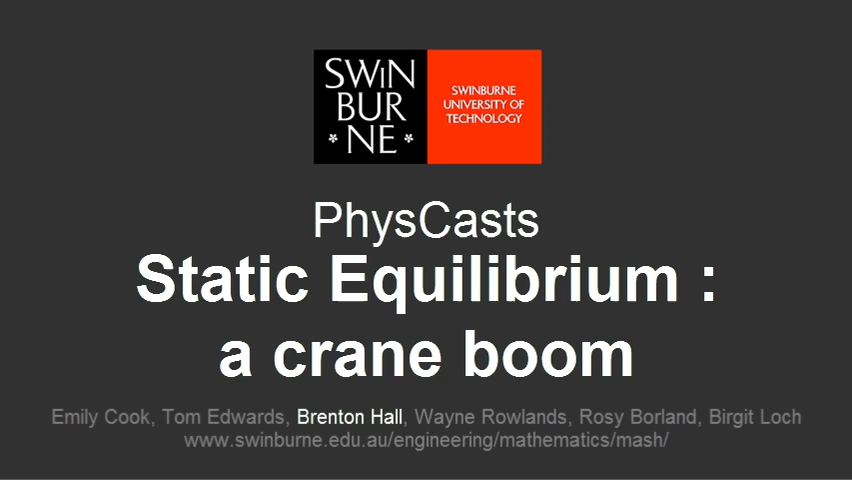 SWIN
BUR
NE
SWINBURNE
UNIVERSITY OF
TECHNOLOGY
PhysCasts
Static Equilibrium :
a crane boom
Emily Cook, Tom Edwards, Brenton Hall, Wayne Rowlands, Rosy Borland, Birgit Loch
www.swinburne.edu.au/engineering/mathematics/mash/